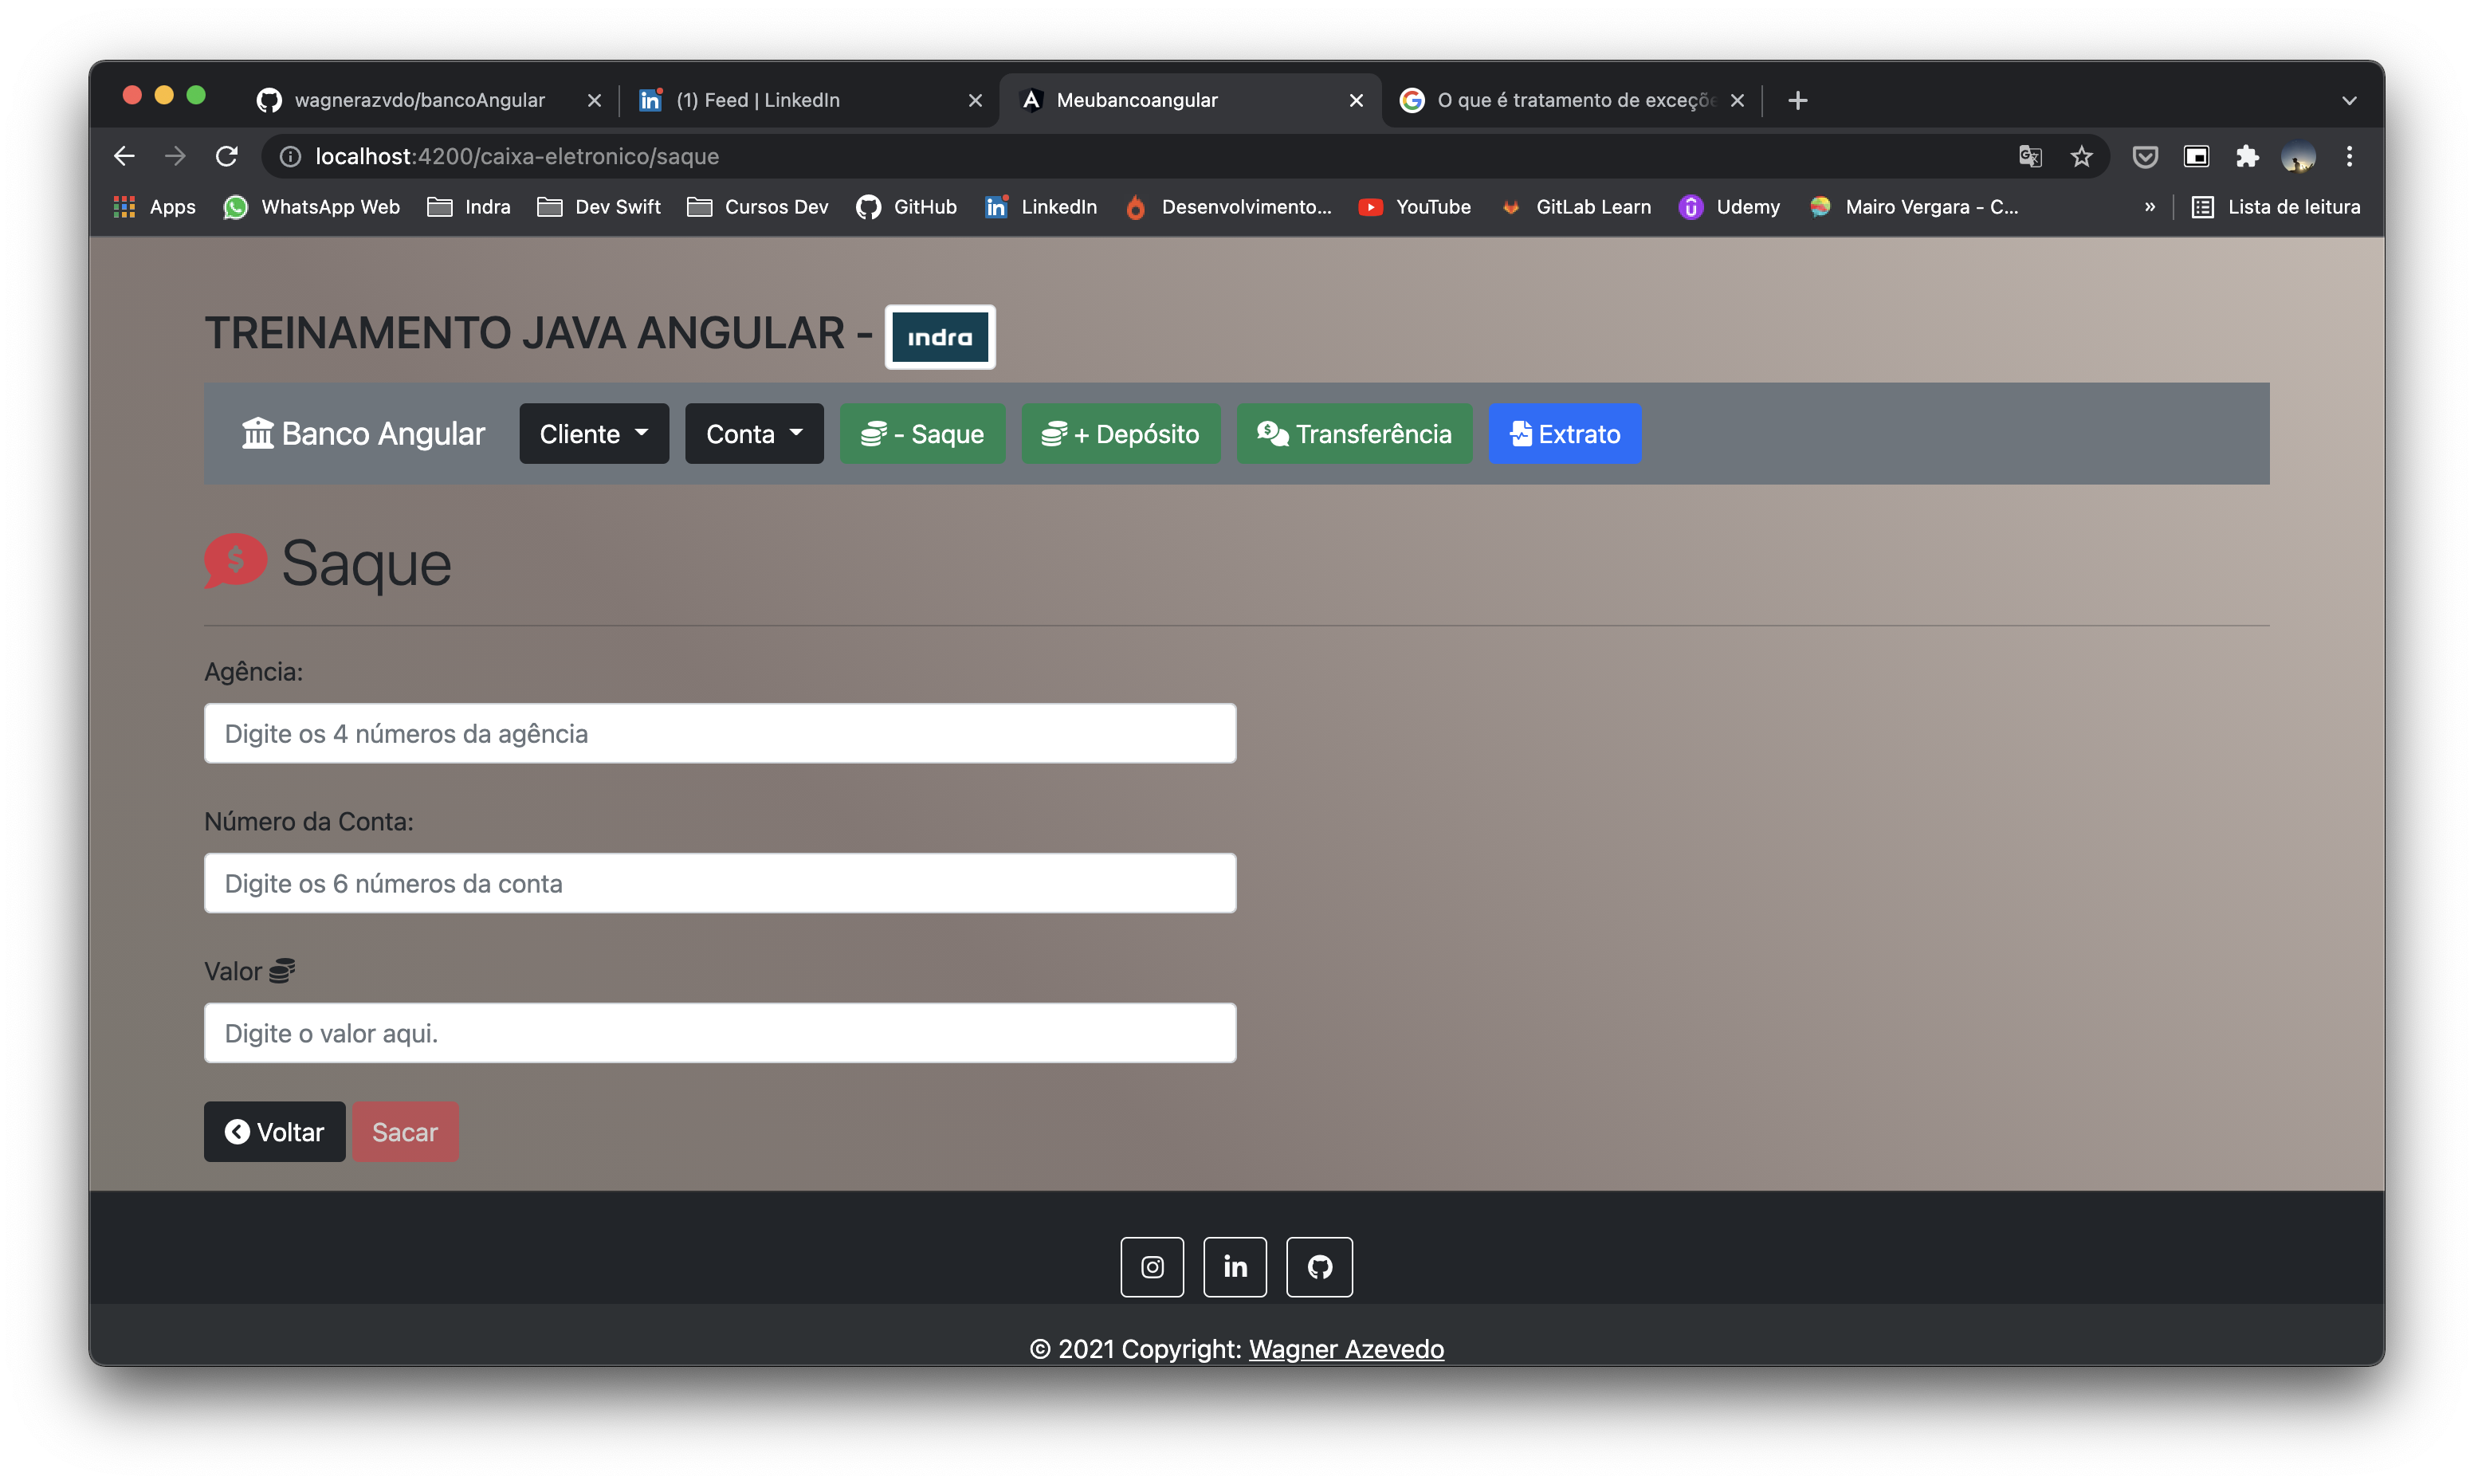 wagnerazvdo/bancoAngular
(1) Feed | LinkedIn
Meubancoangular
O que é tratamento de exceçõe
localhost:4200/caixa-eletronico/saque
Apps
WhatsApp Web
Indra
Dev Swift
Cursos Dev
GitHub
LinkedIn
Desenvolvimento...
YouTube
GitLab Learn
Udemy
Mairo Vergara - C...
»
Lista de leitura
TREINAMENTO JAVA ANGULAR - indra
Banco Angular
Cliente
Conta
- Saque
+ Depósito
Transferência
Extrato
Saque
Agência:
Digite os 4 números da agência
Número da Conta:
Digite os 6 números da conta
Valor
Digite o valor aqui.
Voltar
Sacar
© 2021 Copyright: Wagner Azevedo